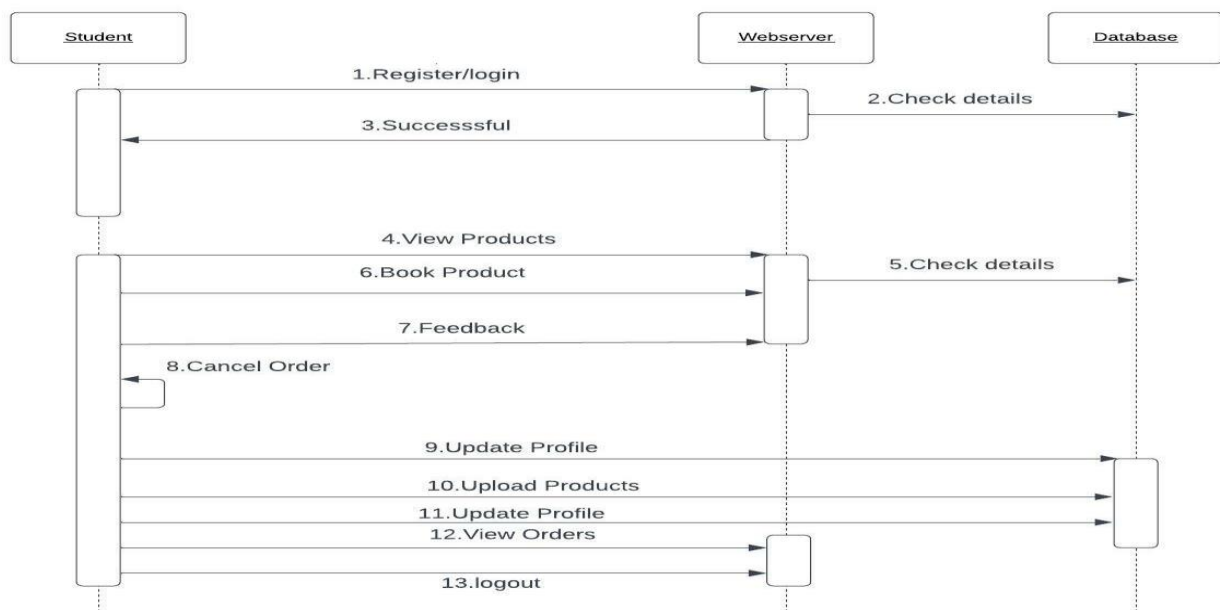 Student
Webserver
Database
1.Register/login
2.Check details
3.Successsful
4.View Products
5.Check details
6.Book Product
7.Feedback
8.Cancel Order
9.Update Profile
10.Upload Products
11.Update Profile
12.View Orders
13.logout